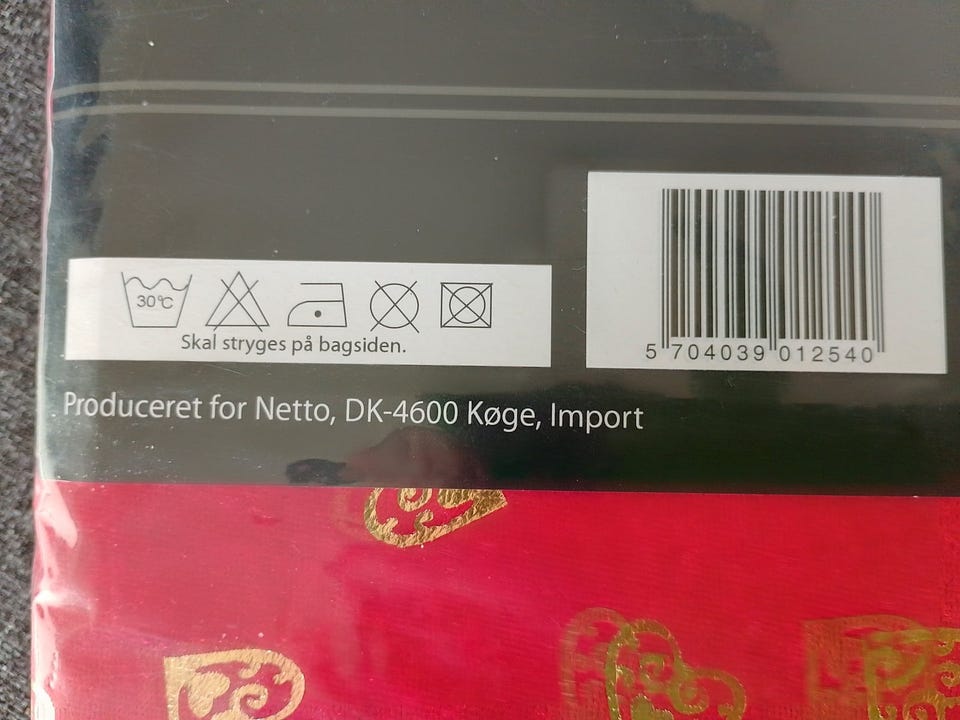 30°C
Skal stryges på bagsiden.
5 704039 012540
Produceret for Netto, DK-4600 Køge, Import